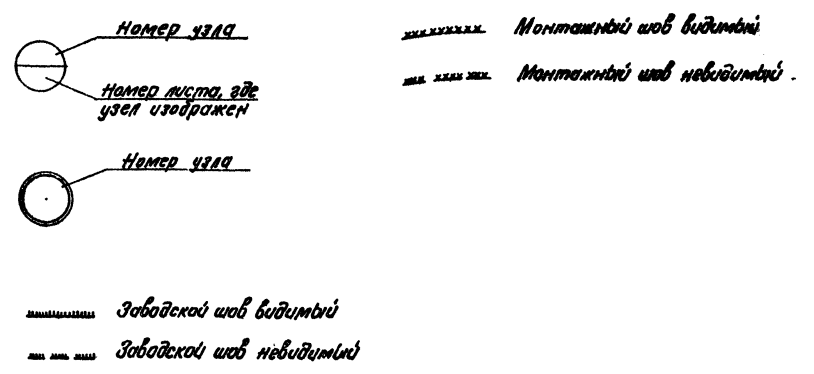 Номер узла
Номер листа, где
узел изображен
Номер узла
Заводской шов видимый
Заводской шов невидимый
Монтажный шов видимый
Монтажный шов невидимый.